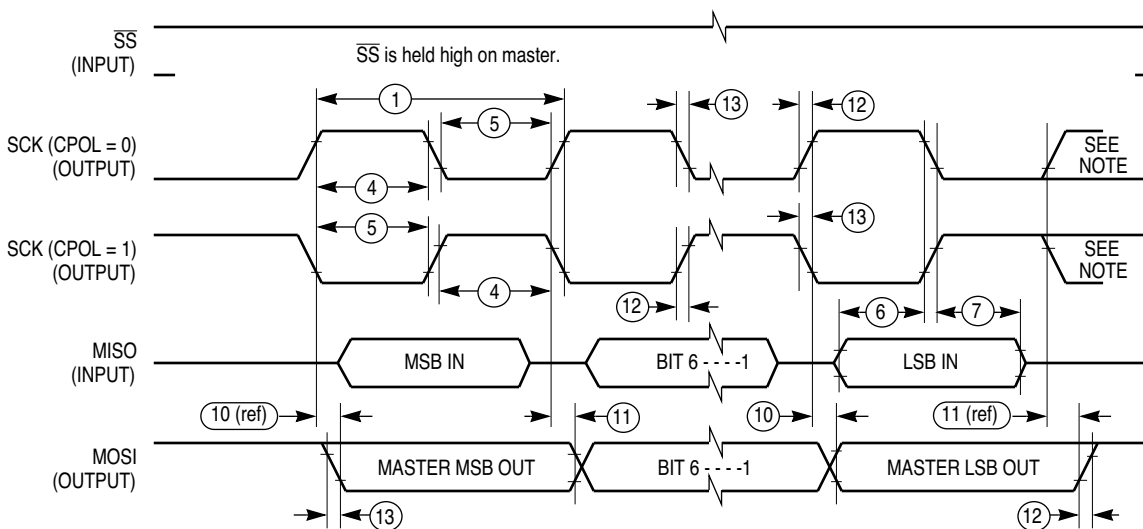 SS
(INPUT)
SS is held high on master.
1
13
12
5
SCK (CPOL = 0)
(OUTPUT)
SEE
NOTE
4
5
13
SCK (CPOL = 1)
(OUTPUT)
SEE
NOTE
4
12
6
7
MISO
(INPUT)
MSB IN
BIT 6 - - - - 1
LSB IN
10 (ref)
11
10
11 (ref)
MOSI
(OUTPUT)
MASTER MSB OUT
BIT 6 - - - - 1
MASTER LSB OUT
13
12